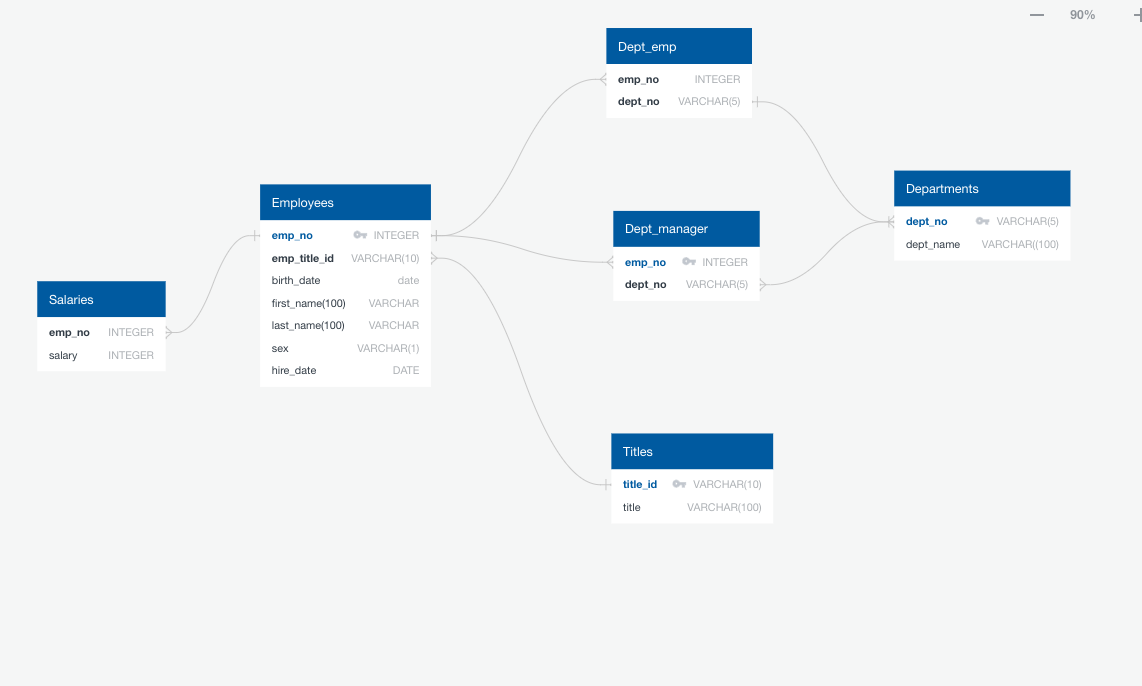 90%
Dept_emp
emp_no INTEGER
dept_no VARCHAR(5)
Employees
emp_no INTEGER
emp_title_id VARCHAR(10)
birth_date date
first_name(100) VARCHAR
last_name(100) VARCHAR
sex VARCHAR(1)
hire_date DATE
Dept_manager
emp_no INTEGER
dept_no VARCHAR(5)
Departments
dept_no VARCHAR(5)
dept_name VARCHAR((100)
Salaries
emp_no INTEGER
salary INTEGER
Titles
title_id VARCHAR(10)
title VARCHAR(100)